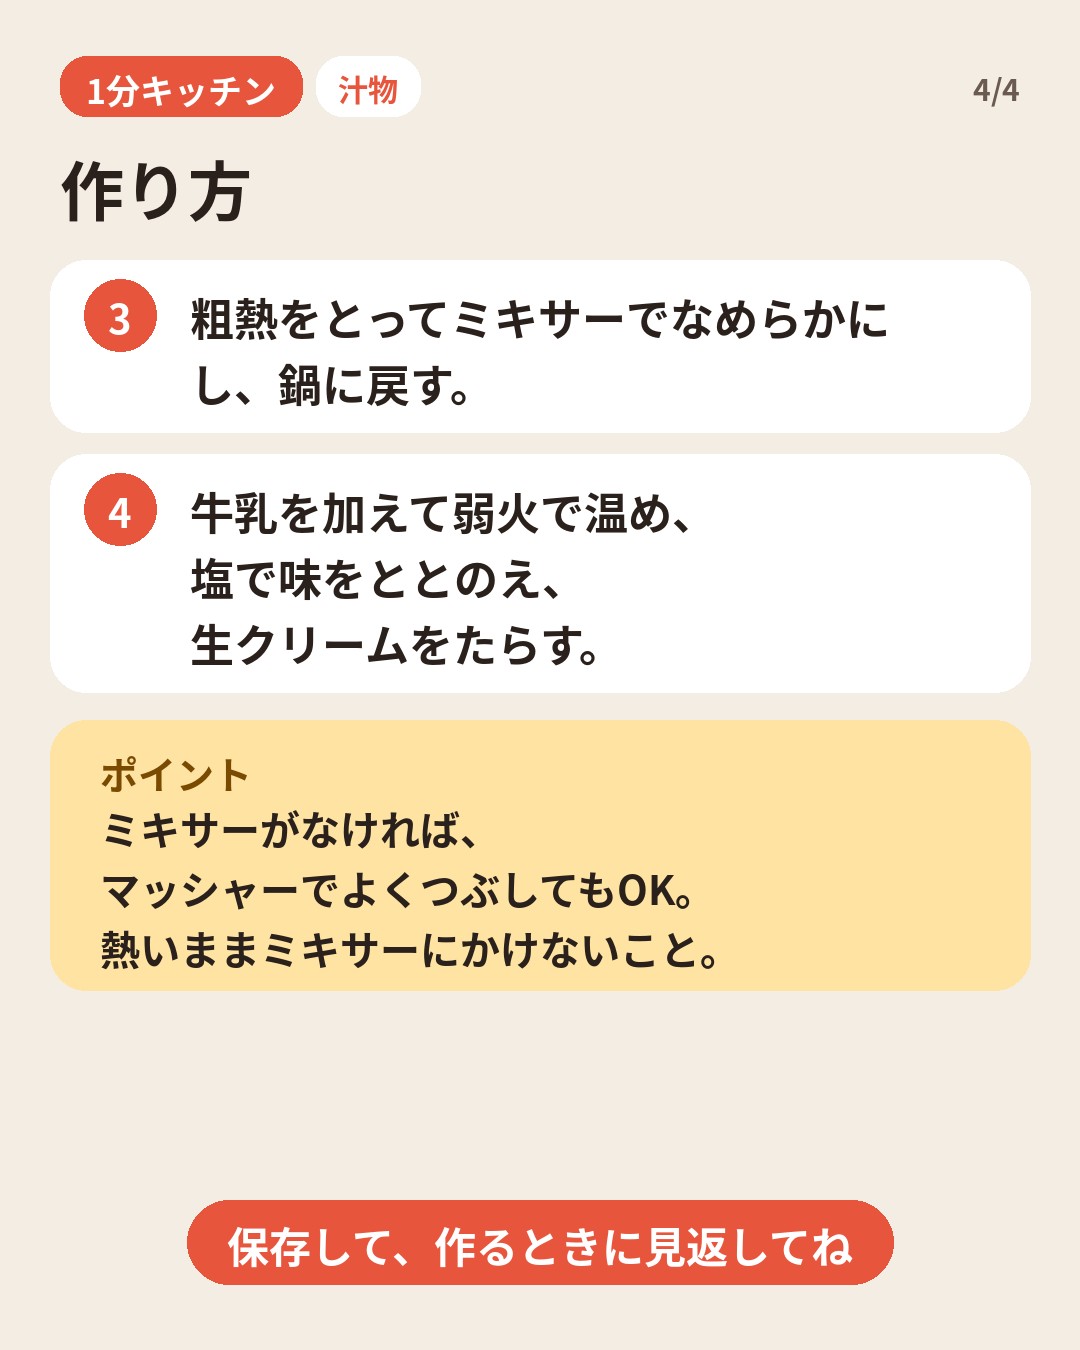 1分キッチン
汁物
4/4
作り方
3
粗熱をとってミキサーでなめらかに
し、鍋に戻す。
4
牛乳を加えて弱火で温め、
塩で味をととのえ、
生クリームをたらす。
ポイント
ミキサーがなければ、
マッシャーでよくつぶしてもOK。
熱いままミキサーにかけないこと。
保存して、作るときに見返してね